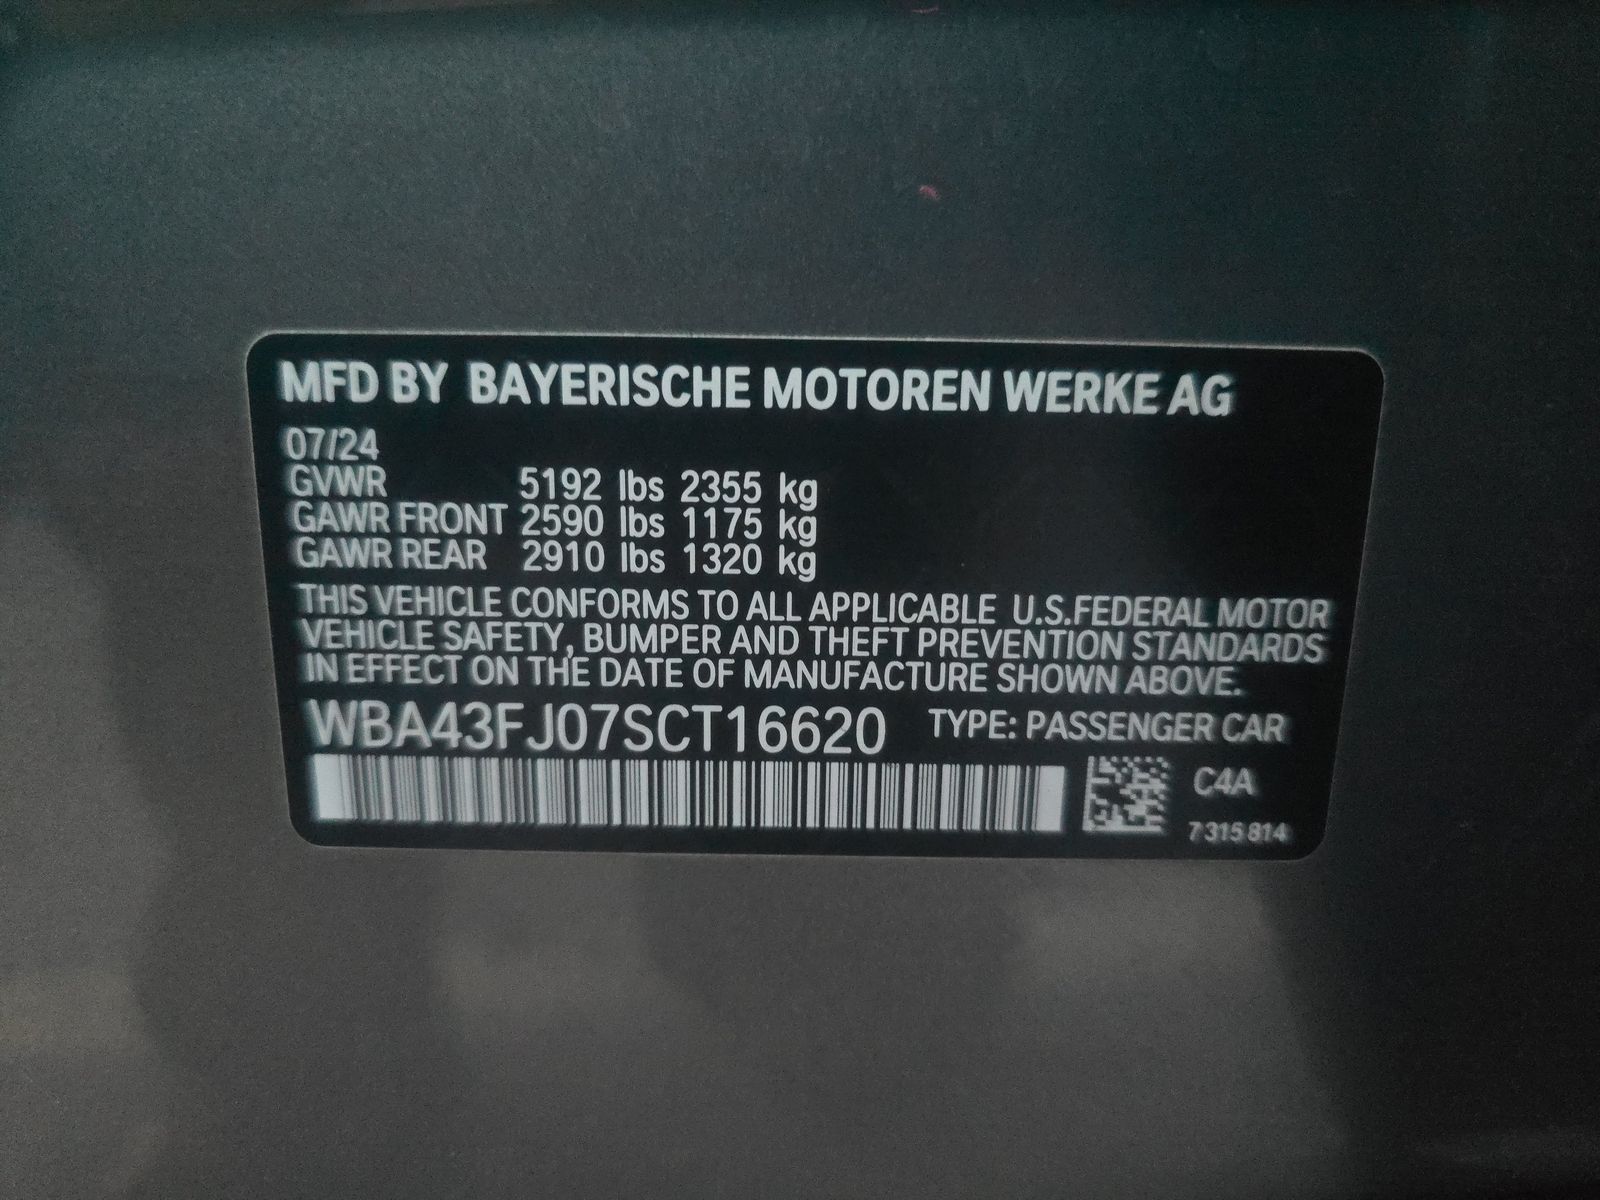 MFD BY BAYERISCHE MOTOREN WERKE AG
07/24
GVWR 5192 lbs 2355 kg
GAWR FRONT 2590 lbs 1175 kg
GAWR REAR 2910 lbs 1320 kg
THIS VEHICLE CONFORMS TO ALL APPLICABLE U.S.FEDERAL MOTOR
VEHICLE SAFETY, BUMPER AND THEFT PREVENTION STANDARDS
IN EFFECT ON THE DATE OF MANUFACTURE SHOWN ABOVE.
WBA43FJ07SCT16620 TYPE: PASSENGER CAR
C4A
7 315 814